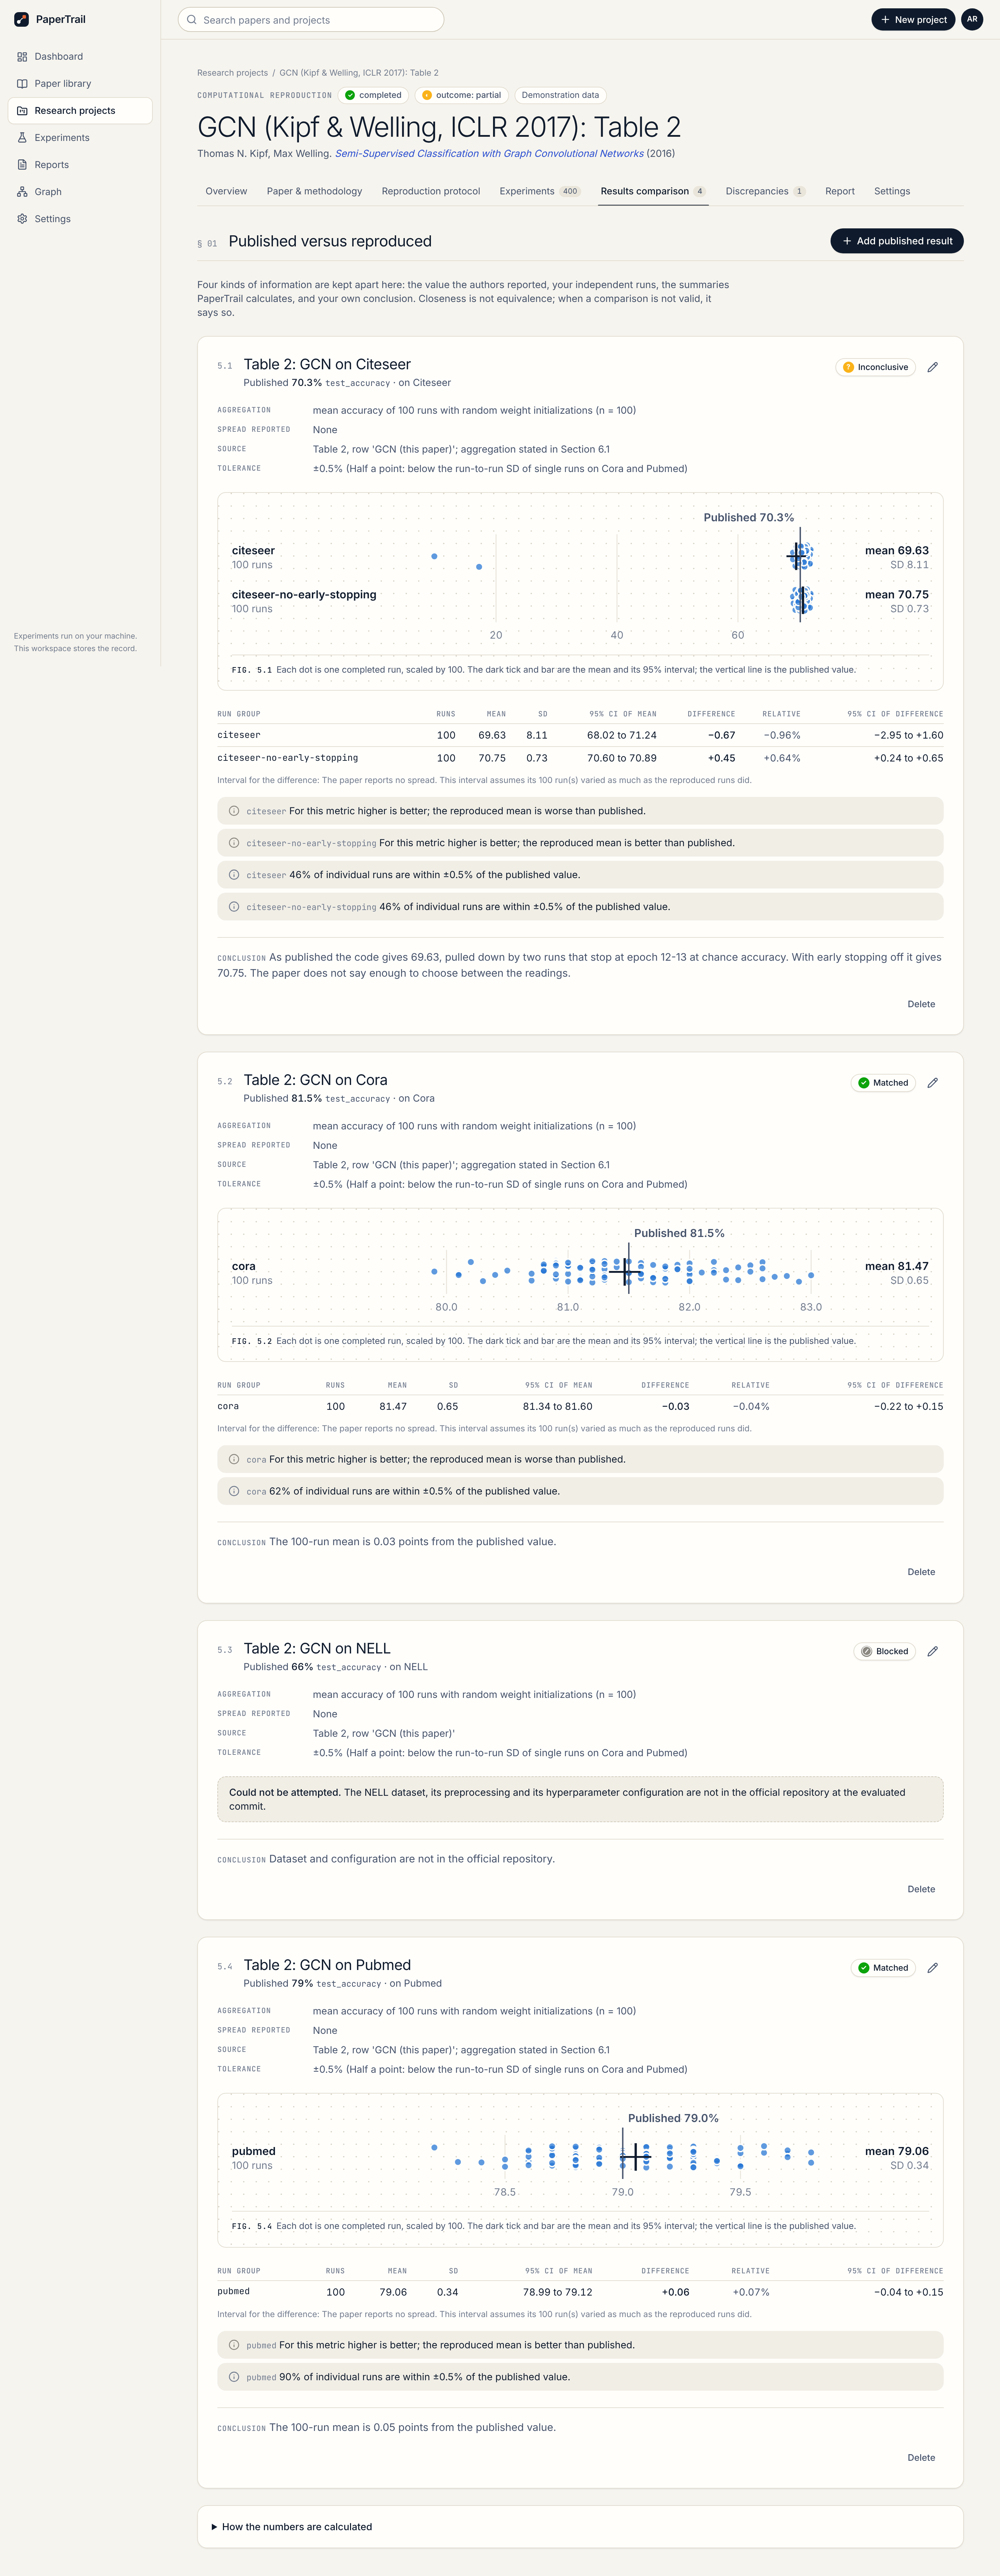 PaperTrail
Search papers and projects
New project
AR
Dashboard
Paper library
Research projects
Experiments
Reports
Graph
Settings
Experiments run on your machine.
This workspace stores the record.
Research projects / GCN (Kipf & Welling, ICLR 2017): Table 2
COMPUTATIONAL REPRODUCTION completed outcome: partial Demonstration data
GCN (Kipf & Welling, ICLR 2017): Table 2
Thomas N. Kipf, Max Welling. Semi-Supervised Classification with Graph Convolutional Networks (2016)
Overview Paper & methodology Reproduction protocol Experiments 400 Results comparison 4 Discrepancies 1 Report Settings
§ 01 Published versus reproduced
Add published result
Four kinds of information are kept apart here: the value the authors reported, your independent runs, the summaries
PaperTrail calculates, and your own conclusion. Closeness is not equivalence; when a comparison is not valid, it
says so.
5.1 Table 2: GCN on Citeseer
Inconclusive
Published 70.3% test_accuracy · on Citeseer
AGGREGATION mean accuracy of 100 runs with random weight initializations (n = 100)
SPREAD REPORTED None
SOURCE Table 2, row 'GCN (this paper)'; aggregation stated in Section 6.1
TOLERANCE ±0.5% (Half a point: below the run-to-run SD of single runs on Cora and Pubmed)
Published 70.3%
citeseer mean 69.63
100 runs SD 8.11
citeseer-no-early-stopping mean 70.75
100 runs SD 0.73
20 40 60
FIG. 5.1 Each dot is one completed run, scaled by 100. The dark tick and bar are the mean and its 95% interval; the vertical line is the published value.
RUN GROUP RUNS MEAN SD 95% CI OF MEAN DIFFERENCE RELATIVE 95% CI OF DIFFERENCE
citeseer 100 69.63 8.11 68.02 to 71.24 −0.67 −0.96% −2.95 to +1.60
citeseer-no-early-stopping 100 70.75 0.73 70.60 to 70.89 +0.45 +0.64% +0.24 to +0.65
Interval for the difference: The paper reports no spread. This interval assumes its 100 run(s) varied as much as the reproduced runs did.
citeseer For this metric higher is better; the reproduced mean is worse than published.
citeseer-no-early-stopping For this metric higher is better; the reproduced mean is better than published.
citeseer 46% of individual runs are within ±0.5% of the published value.
citeseer-no-early-stopping 46% of individual runs are within ±0.5% of the published value.
CONCLUSION As published the code gives 69.63, pulled down by two runs that stop at epoch 12-13 at chance accuracy. With early stopping off it gives
70.75. The paper does not say enough to choose between the readings.
Delete
5.2 Table 2: GCN on Cora
Matched
Published 81.5% test_accuracy · on Cora
AGGREGATION mean accuracy of 100 runs with random weight initializations (n = 100)
SPREAD REPORTED None
SOURCE Table 2, row 'GCN (this paper)'; aggregation stated in Section 6.1
TOLERANCE ±0.5% (Half a point: below the run-to-run SD of single runs on Cora and Pubmed)
Published 81.5%
cora mean 81.47
100 runs SD 0.65
80.0 81.0 82.0 83.0
FIG. 5.2 Each dot is one completed run, scaled by 100. The dark tick and bar are the mean and its 95% interval; the vertical line is the published value.
RUN GROUP RUNS MEAN SD 95% CI OF MEAN DIFFERENCE RELATIVE 95% CI OF DIFFERENCE
cora 100 81.47 0.65 81.34 to 81.60 −0.03 −0.04% −0.22 to +0.15
Interval for the difference: The paper reports no spread. This interval assumes its 100 run(s) varied as much as the reproduced runs did.
cora For this metric higher is better; the reproduced mean is worse than published.
cora 62% of individual runs are within ±0.5% of the published value.
CONCLUSION The 100-run mean is 0.03 points from the published value.
Delete
5.3 Table 2: GCN on NELL
Blocked
Published 66% test_accuracy · on NELL
AGGREGATION mean accuracy of 100 runs with random weight initializations (n = 100)
SPREAD REPORTED None
SOURCE Table 2, row 'GCN (this paper)'
TOLERANCE ±0.5% (Half a point: below the run-to-run SD of single runs on Cora and Pubmed)
Could not be attempted. The NELL dataset, its preprocessing and its hyperparameter configuration are not in the official repository at the evaluated
commit.
CONCLUSION Dataset and configuration are not in the official repository.
Delete
5.4 Table 2: GCN on Pubmed
Matched
Published 79% test_accuracy · on Pubmed
AGGREGATION mean accuracy of 100 runs with random weight initializations (n = 100)
SPREAD REPORTED None
SOURCE Table 2, row 'GCN (this paper)'; aggregation stated in Section 6.1
TOLERANCE ±0.5% (Half a point: below the run-to-run SD of single runs on Cora and Pubmed)
Published 79.0%
pubmed mean 79.06
100 runs SD 0.34
78.5 79.0 79.5
FIG. 5.4 Each dot is one completed run, scaled by 100. The dark tick and bar are the mean and its 95% interval; the vertical line is the published value.
RUN GROUP RUNS MEAN SD 95% CI OF MEAN DIFFERENCE RELATIVE 95% CI OF DIFFERENCE
pubmed 100 79.06 0.34 78.99 to 79.12 +0.06 +0.07% −0.04 to +0.15
Interval for the difference: The paper reports no spread. This interval assumes its 100 run(s) varied as much as the reproduced runs did.
pubmed For this metric higher is better; the reproduced mean is better than published.
pubmed 90% of individual runs are within ±0.5% of the published value.
CONCLUSION The 100-run mean is 0.05 points from the published value.
Delete
How the numbers are calculated